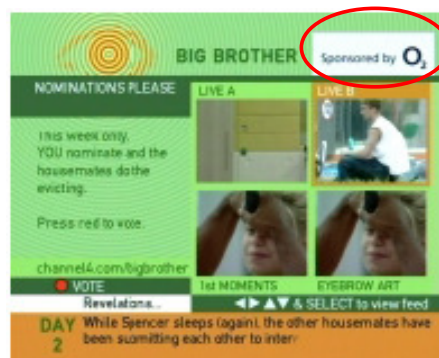 BIG BROTHER
Sponsored by O2
NOMINATIONS PLEASE
LIVE A
LIVE B
This week only.
YOU nominate and the
housemates do the
evicting.
Press red to vote.
channel4.com/bigbrother
VOTE
1st MOMENTS
EYEBROW ART
Revelations...
& SELECT to view feed
DAY 2
While Spencer sleeps (again), the other housemates have
been submitting each other to inter